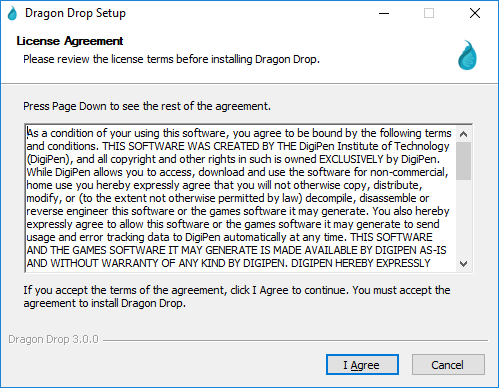 Dragon Drop Setup
License Agreement
Please review the license terms before installing Dragon Drop.
Press Page Down to see the rest of the agreement.
As a condition of your using this software, you agree to be bound by the following terms
and conditions. THIS SOFTWARE WAS CREATED BY THE DigiPen Institute of Technology
(DigiPen), and all copyright and other rights in such is owned EXCLUSIVELY by DigiPen.
While DigiPen allows you to access, download and use the software for non-commercial,
home use you hereby expressly agree that you will not otherwise copy, distribute,
modify, or (to the extent not otherwise permitted by law) decompile, disassemble or
reverse engineer this software or the games software it may generate. You also hereby
expressly agree to allow this software or the games software it may generate to send
usage and error tracking data to DigiPen automatically at any time. THIS SOFTWARE
AND THE GAMES SOFTWARE IT MAY GENERATE IS MADE AVAILABLE BY DIGIPEN AS-IS
AND WITHOUT WARRANTY OF ANY KIND BY DIGIPEN. DIGIPEN HEREBY EXPRESSLY
If you accept the terms of the agreement, click I Agree to continue. You must accept the
agreement to install Dragon Drop.
Dragon Drop 3.0.0
I Agree
Cancel